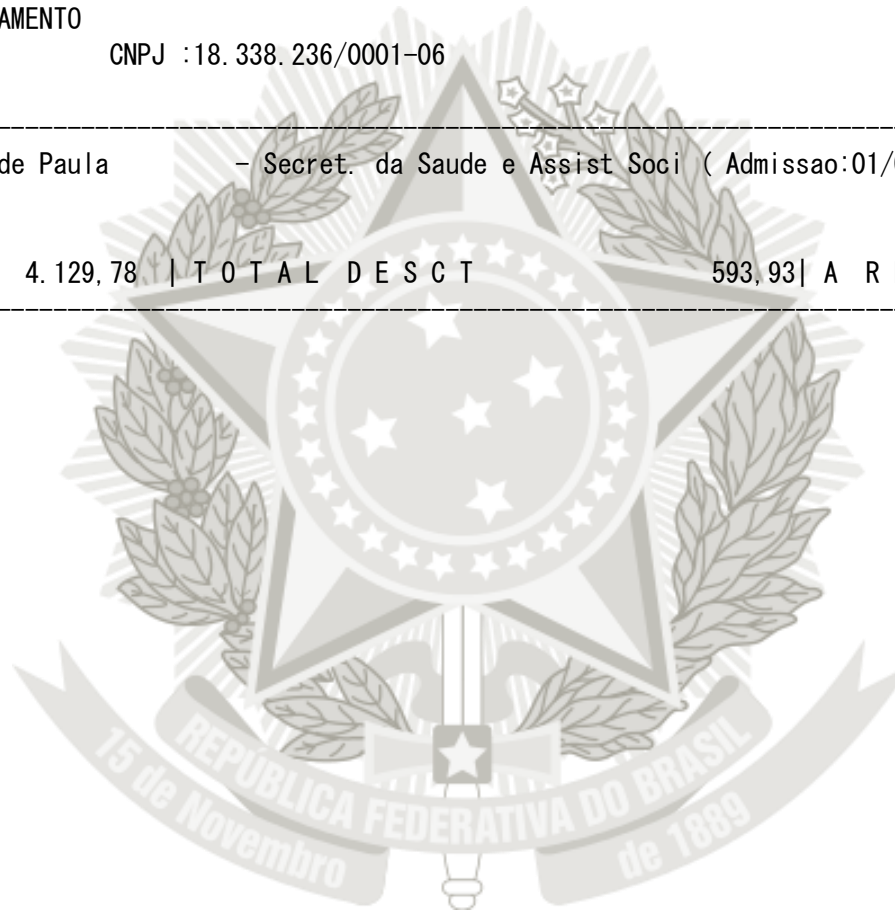 AMENTO
CNPJ :18.338.236/0001-06
de Paula - Secret. da Saude e Assist Soci ( Admissao:01/
4.129,78 | T O T A L D E S C T 593,93| A R
REPÚBLICA FEDERATIVA DO BRASIL
15 de Novembro de 1889